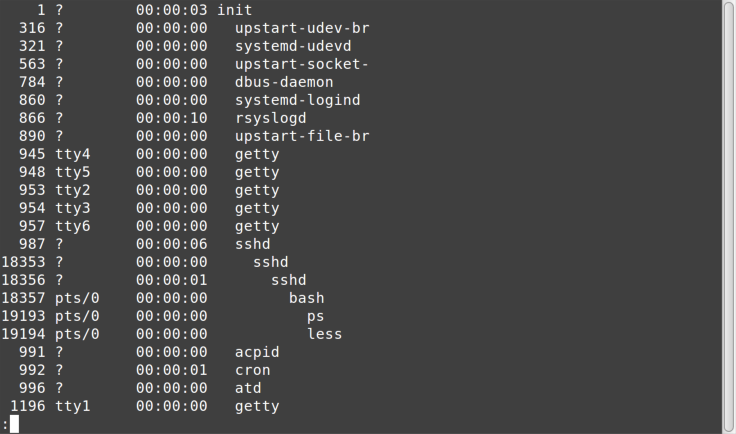 1 ?        00:00:03 init
  316 ?        00:00:00   upstart-udev-br
  321 ?        00:00:00   systemd-udevd
  563 ?        00:00:00   upstart-socket-
  784 ?        00:00:00   dbus-daemon
  860 ?        00:00:00   systemd-logind
  866 ?        00:00:10   rsyslogd
  890 ?        00:00:00   upstart-file-br
  945 tty4     00:00:00   getty
  948 tty5     00:00:00   getty
  953 tty2     00:00:00   getty
  954 tty3     00:00:00   getty
  957 tty6     00:00:00   getty
  987 ?        00:00:06   sshd
18353 ?        00:00:00     sshd
18356 ?        00:00:01       sshd
18357 pts/0    00:00:00         bash
19193 pts/0    00:00:00           ps
19194 pts/0    00:00:00           less
  991 ?        00:00:00   acpid
  992 ?        00:00:01   cron
  996 ?        00:00:00   atd
 1196 tty1     00:00:00   getty
: